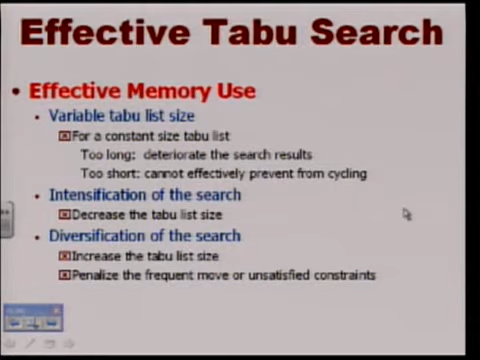 Effective Tabu Search
Effective Memory Use
Variable tabu list size
For a constant size tabu list
Too long: deteriorate the search results
Too short: cannot effectively prevent from cycling
Intensification of the search
Decrease the tabu list size
Diversification of the search
Increase the tabu list size
Penalize the frequent move or unsatisfied constraints